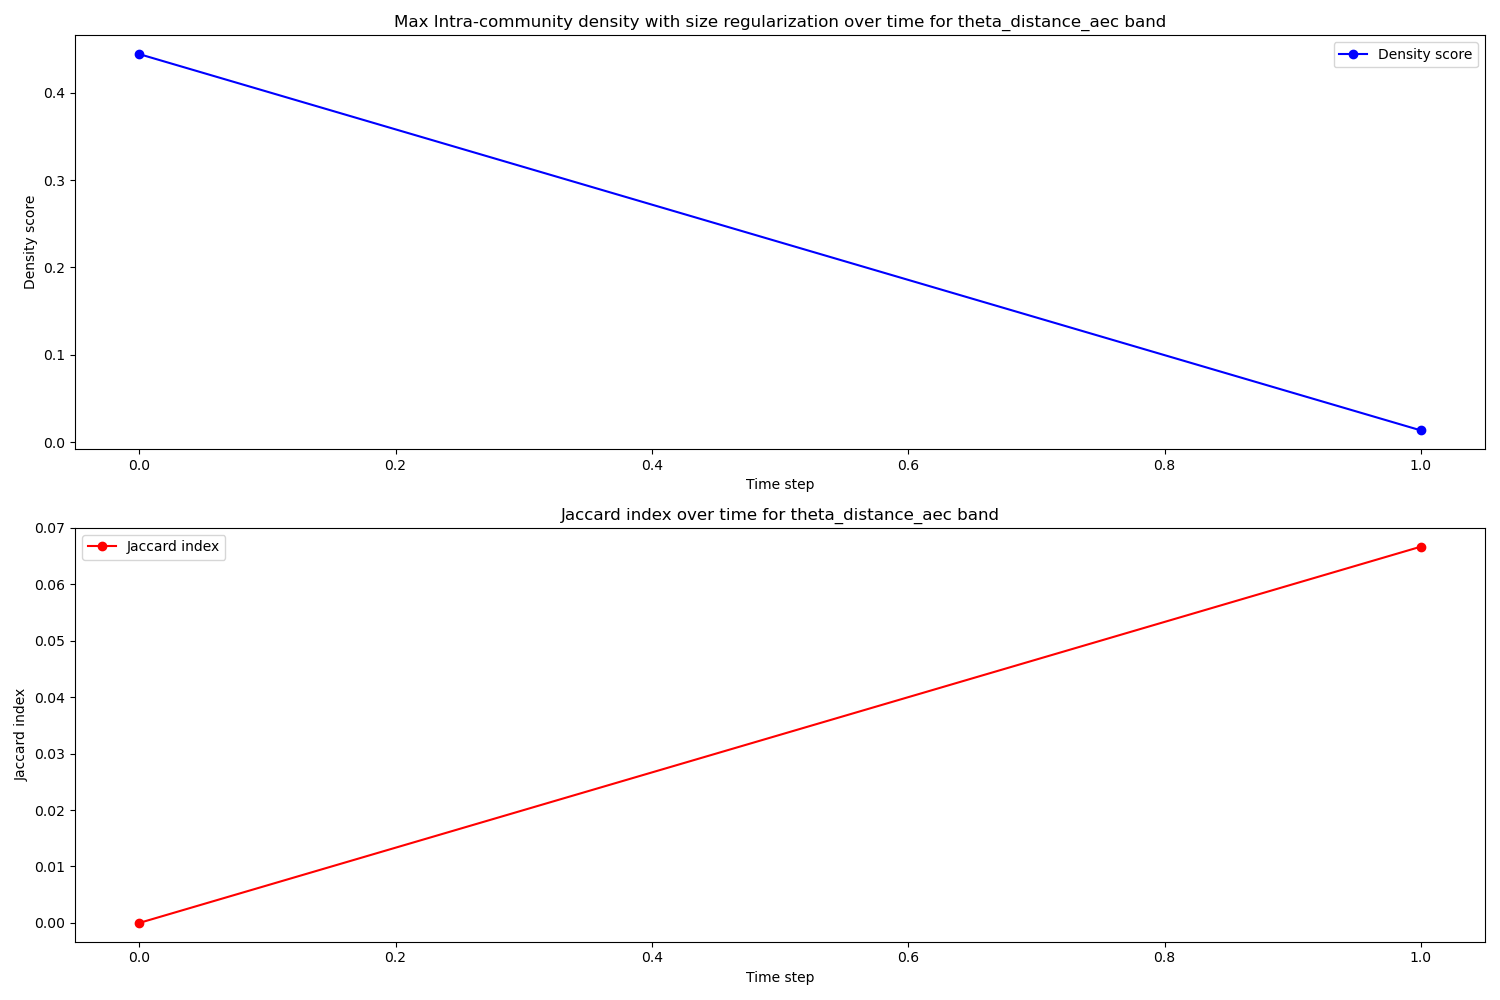 Max Intra-community density with size regularization over time for theta_distance_aec band
Density score
0.4
0.3
0.2
0.1
0.0
Density score
0.0 0.2 0.4 0.6 0.8 1.0
Time step
Jaccard index over time for theta_distance_aec band
Jaccard index
0.07
0.06
0.05
0.04
0.03
0.02
0.01
0.00
Jaccard index
0.0 0.2 0.4 0.6 0.8 1.0
Time step